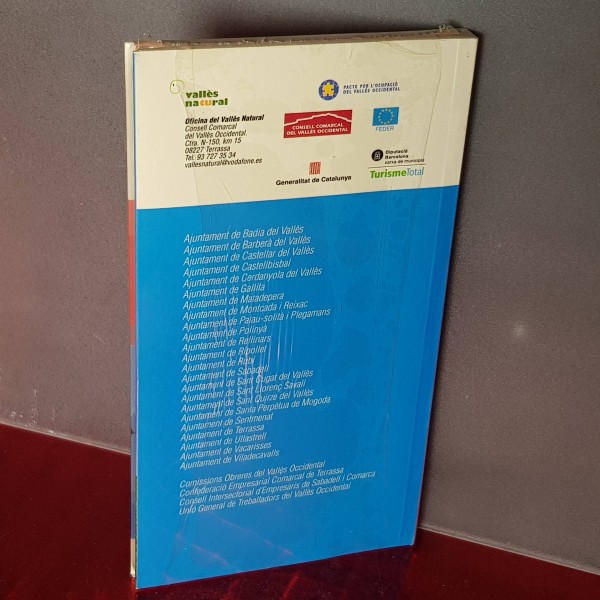 vallès
natural
Oficina del Vallès Natural
Consell Comarcal
del Vallès Occidental
Ctra. N-150, km 15
08227 Terrassa
Tel. 93 727 35 34
vallesnatural@vodafone.es
PACTE PER L'OCUPACIÓ
DEL VALLÈS OCCIDENTAL
CONSELL COMARCAL
DEL VALLÈS OCCIDENTAL
FEDER
Generalitat de Catalunya
Diputació
Barcelona
xarxa de municipis
TurismeTotal
Ajuntament de Badia del Vallès
Ajuntament de Barberà del Vallès
Ajuntament de Castellar del Vallès
Ajuntament de Castellbisbal
Ajuntament de Cerdanyola del Vallès
Ajuntament de Gallifa
Ajuntament de Matadepera
Ajuntament de Montcada i Reixac
Ajuntament de Palau-solità i Plegamans
Ajuntament de Polinyà
Ajuntament de Rellinars
Ajuntament de Ripollet
Ajuntament de Rubí
Ajuntament de Sabadell
Ajuntament de Sant Cugat del Vallès
Ajuntament de Sant Llorenç Savall
Ajuntament de Sant Quirze del Vallès
Ajuntament de Santa Perpètua de Mogoda
Ajuntament de Sentmenat
Ajuntament de Terrassa
Ajuntament de Ullastrell
Ajuntament de Vacarisses
Ajuntament de Viladecavalls
Comissions Obreres del Vallès Occidental
Confederació Empresarial Comarcal de Terrassa
Consell Intersectorial d'Empresaris de Sabadell i Comarca
Unió General de Treballadors del Vallès Occidental